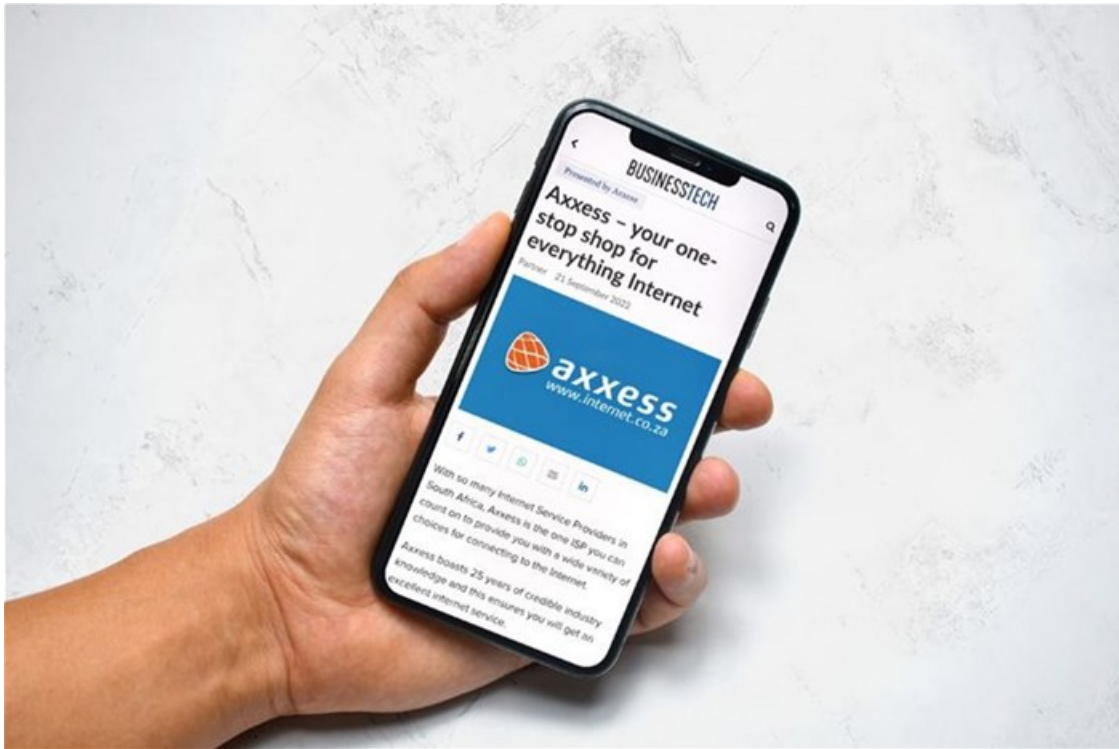 BUSINESSTECH
Presented by Axxess
Axxess – your one-
stop shop for
everything Internet
Partner 21 September 2022
axxess
www.internet.co.za
With so many Internet Service Providers in
South Africa, Axxess is the one ISP you can
count on to provide you with a wide variety of
choices for connecting to the Internet.
Axxess boasts 25 years of credible industry
knowledge and this ensures you will get an
excellent internet service.